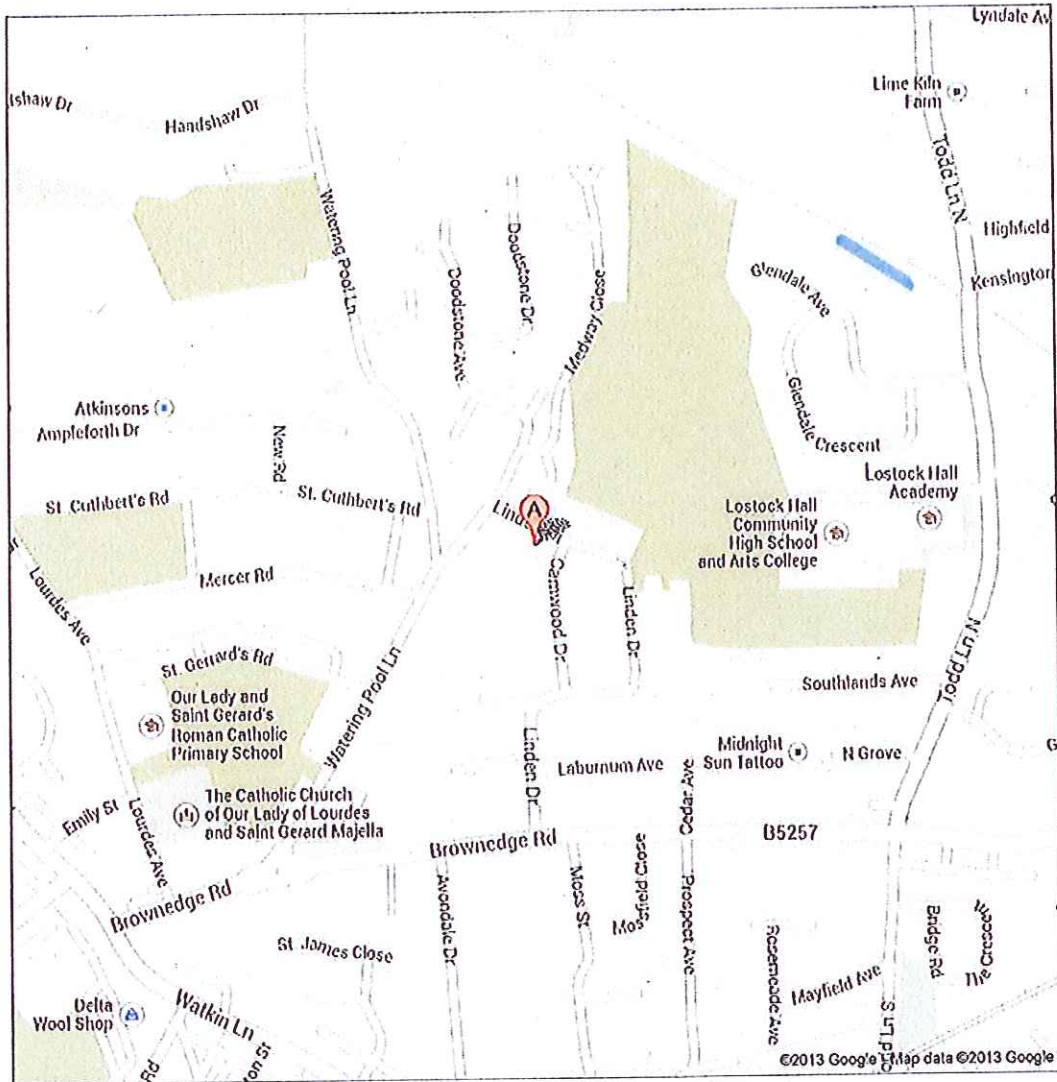 Lyndale Av
Lime Kiln
Farm
Handshaw Dr
Todd Ln N
Watering Pool Ln
Doodstone Dr
Highfield
Doodstone Ave
Medway Close
Glendale Ave
Kensington
Atkinsons
Ampleforth Dr
New Rd
Glendale
Crescent
Lostock Hall
Academy
St. Cuthbert's Rd
St. Cuthbert's Rd
A
Lostock Hall
Community
High School
and Arts College
Mercer Rd
Lourdes Ave
Camwood Dr
Linden Dr
St. Gerrard's Rd
Todd Ln N
Our Lady and
Saint Gerard's
Roman Catholic
Primary School
Watering Pool Ln
Southlands Ave
Linden Dr
Laburnum Ave
Midnight
Sun Tattoo
N Grove
Cedar Ave
Emily St
Lourdes Ave
The Catholic Church
of Our Lady of Lourdes
and Saint Gerard Majella
Brownedge Rd
B5257
Brownedge Rd
Avondale Dr
Moss St
Mossfield Close
Prospect Ave
Rosemeade Ave
Bridge Rd
The Crescent
St. James Close
Mayfield Ave
Delta
Wool Shop
Watkin Ln
Rd
©2013 Google - Map data ©2013 Google